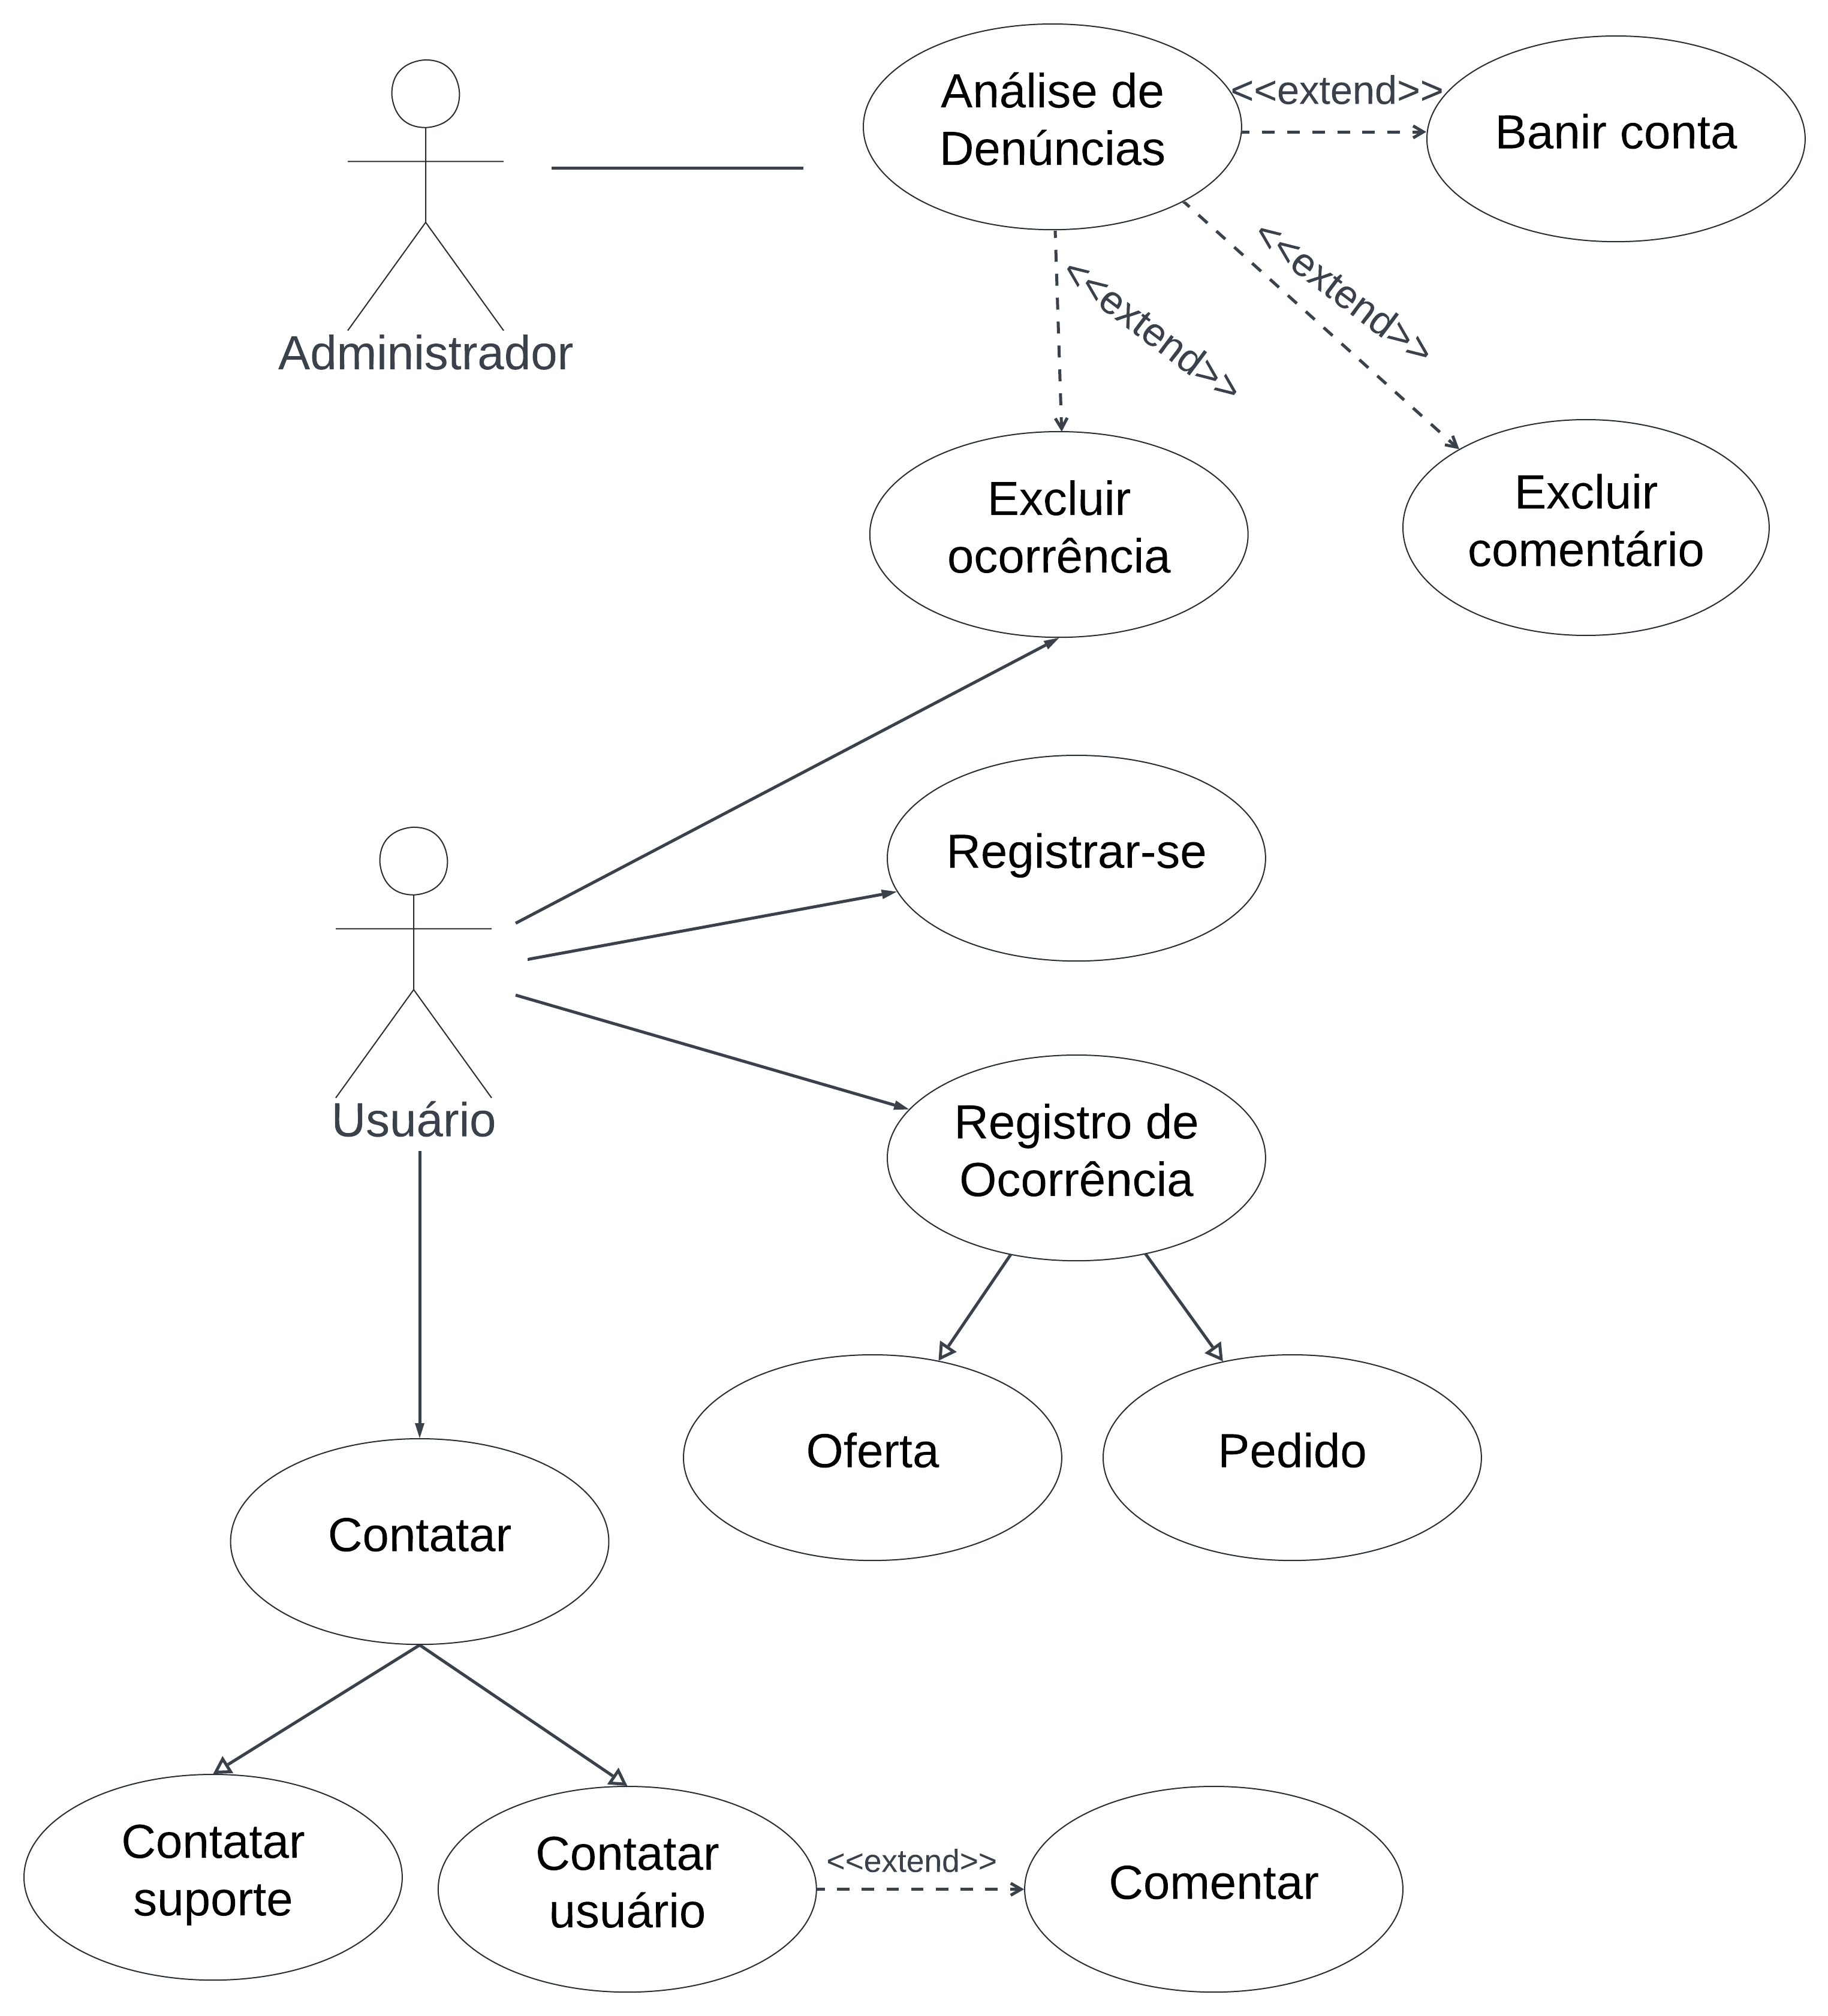 Análise de
Denúncias
<<extend>>
Banir conta
<<extend>>
<<extend>>
Administrador
Excluir
ocorrência
Excluir
comentário
Registrar-se
Usuário
Registro de
Ocorrência
Oferta
Pedido
Contatar
Contatar
suporte
Contatar
usuário
<<extend>>
Comentar